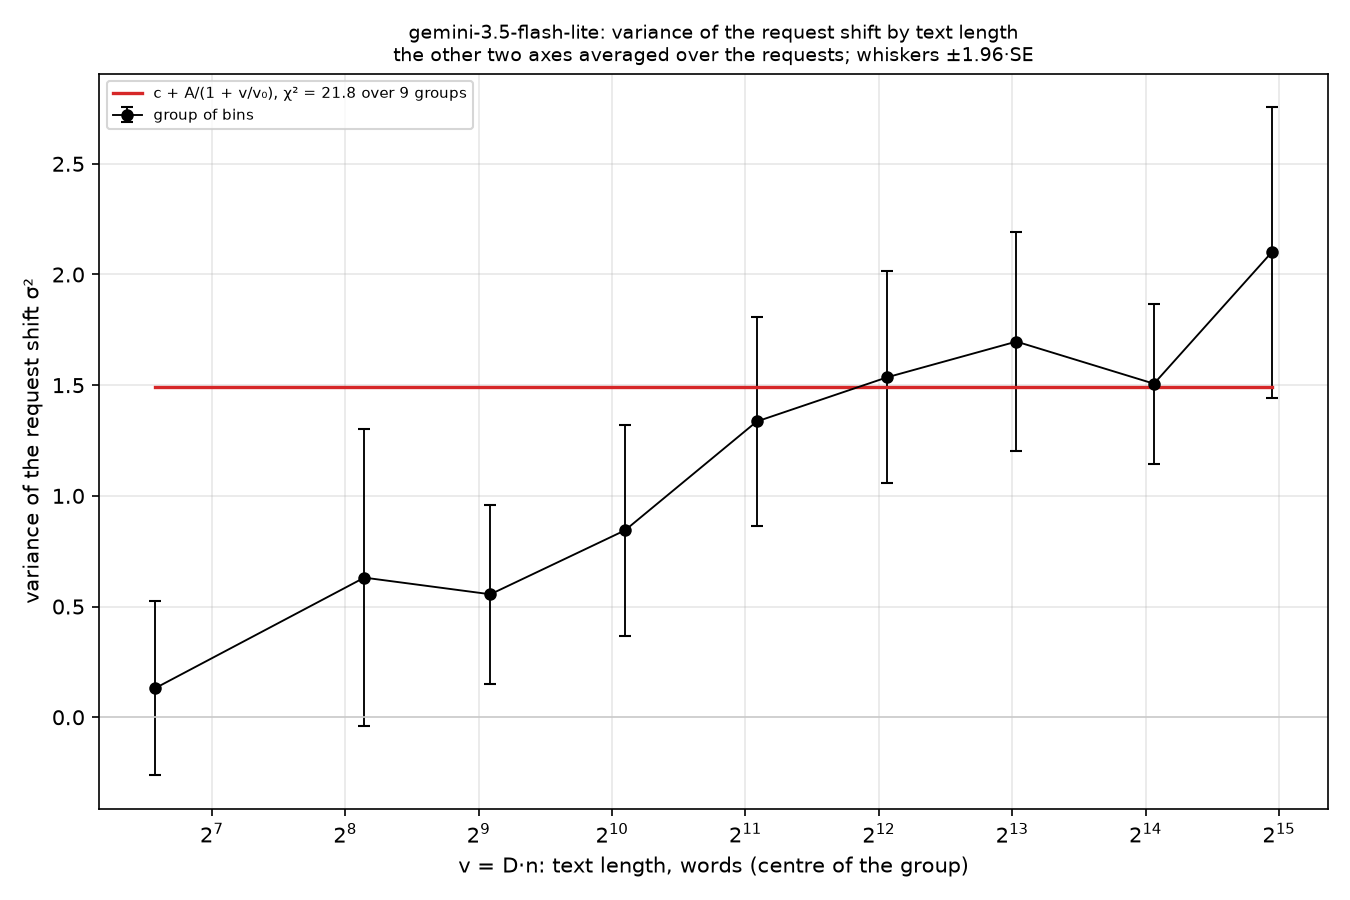 gemini-3.5-flash-lite: variance of the request shift by text length
the other two axes averaged over the requests; whiskers ±1.96·SE
c + A/(1 + v/v₀), χ² = 21.8 over 9 groups
group of bins
variance of the request shift σ²
2.5
2.0
1.5
1.0
0.5
0.0
2⁷ 2⁸ 2⁹ 2¹⁰ 2¹¹ 2¹² 2¹³ 2¹⁴ 2¹⁵
v = D·n: text length, words (centre of the group)